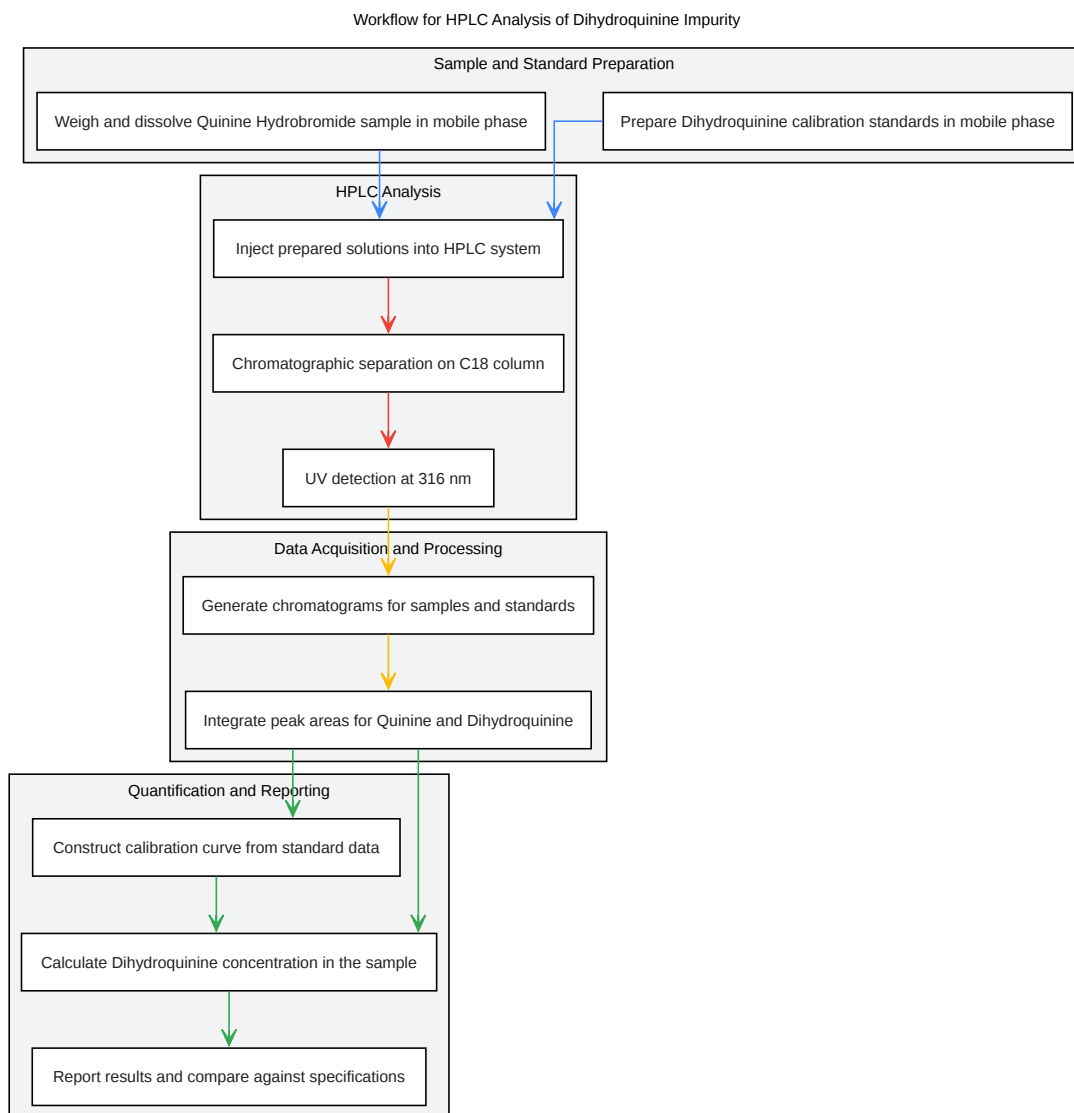 Workflow for HPLC Analysis of Dihydroquinine Impurity
Sample and Standard Preparation
Weigh and dissolve Quinine Hydrobromide sample in mobile phase
Prepare Dihydroquinine calibration standards in mobile phase
HPLC Analysis
Inject prepared solutions into HPLC system
Chromatographic separation on C18 column
UV detection at 316 nm
Data Acquisition and Processing
Generate chromatograms for samples and standards
Integrate peak areas for Quinine and Dihydroquinine
Quantification and Reporting
Construct calibration curve from standard data
Calculate Dihydroquinine concentration in the sample
Report results and compare against specifications